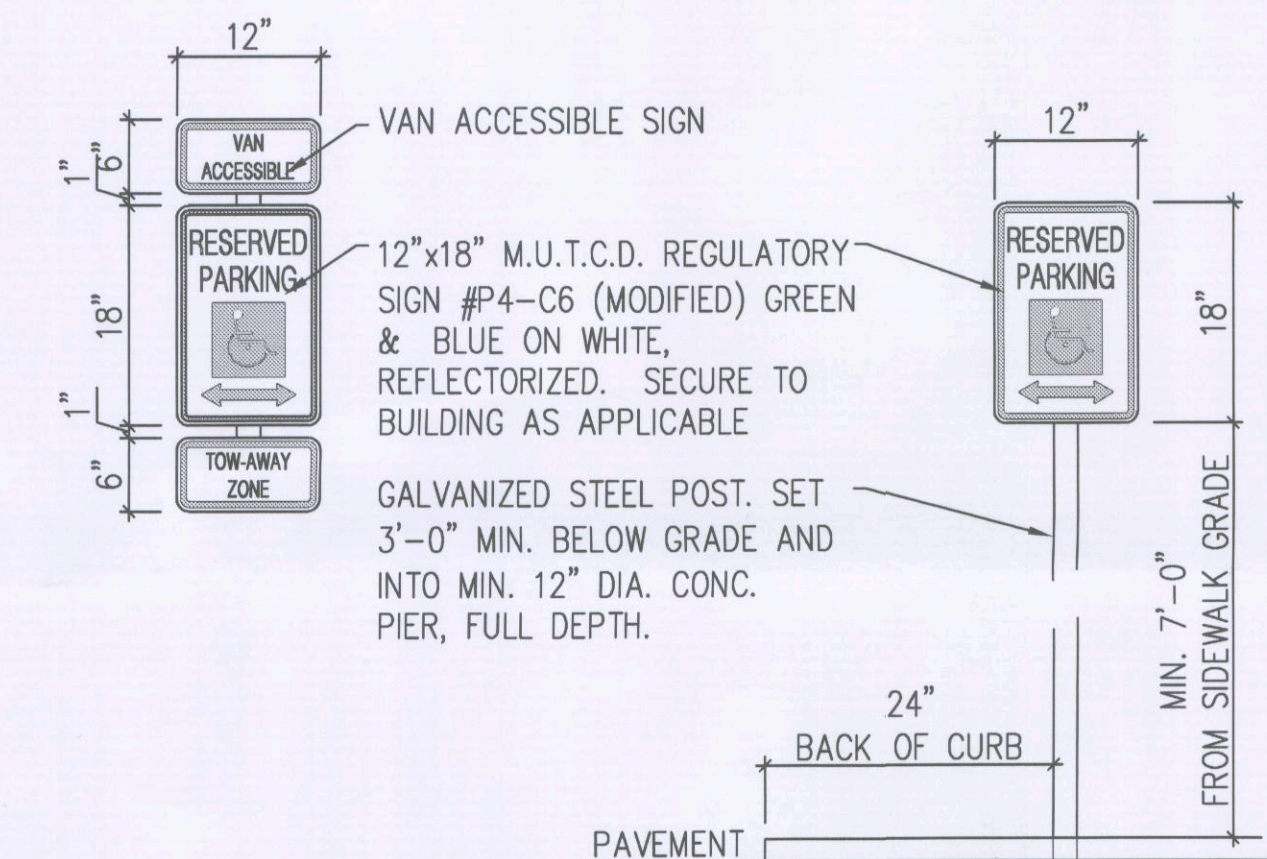 12"
VAN
ACCESSIBLE
VAN ACCESSIBLE SIGN
6"
1"
RESERVED
PARKING
18"
1"
TOW-AWAY
ZONE
6"
12"x18" M.U.T.C.D. REGULATORY
SIGN #P4-C6 (MODIFIED) GREEN
& BLUE ON WHITE,
REFLECTORIZED. SECURE TO
BUILDING AS APPLICABLE
GALVANIZED STEEL POST. SET
3'-0" MIN. BELOW GRADE AND
INTO MIN. 12" DIA. CONC.
PIER, FULL DEPTH.
12"
RESERVED
PARKING
18"
MIN. 7'-0"
FROM SIDEWALK GRADE
24"
BACK OF CURB
PAVEMENT